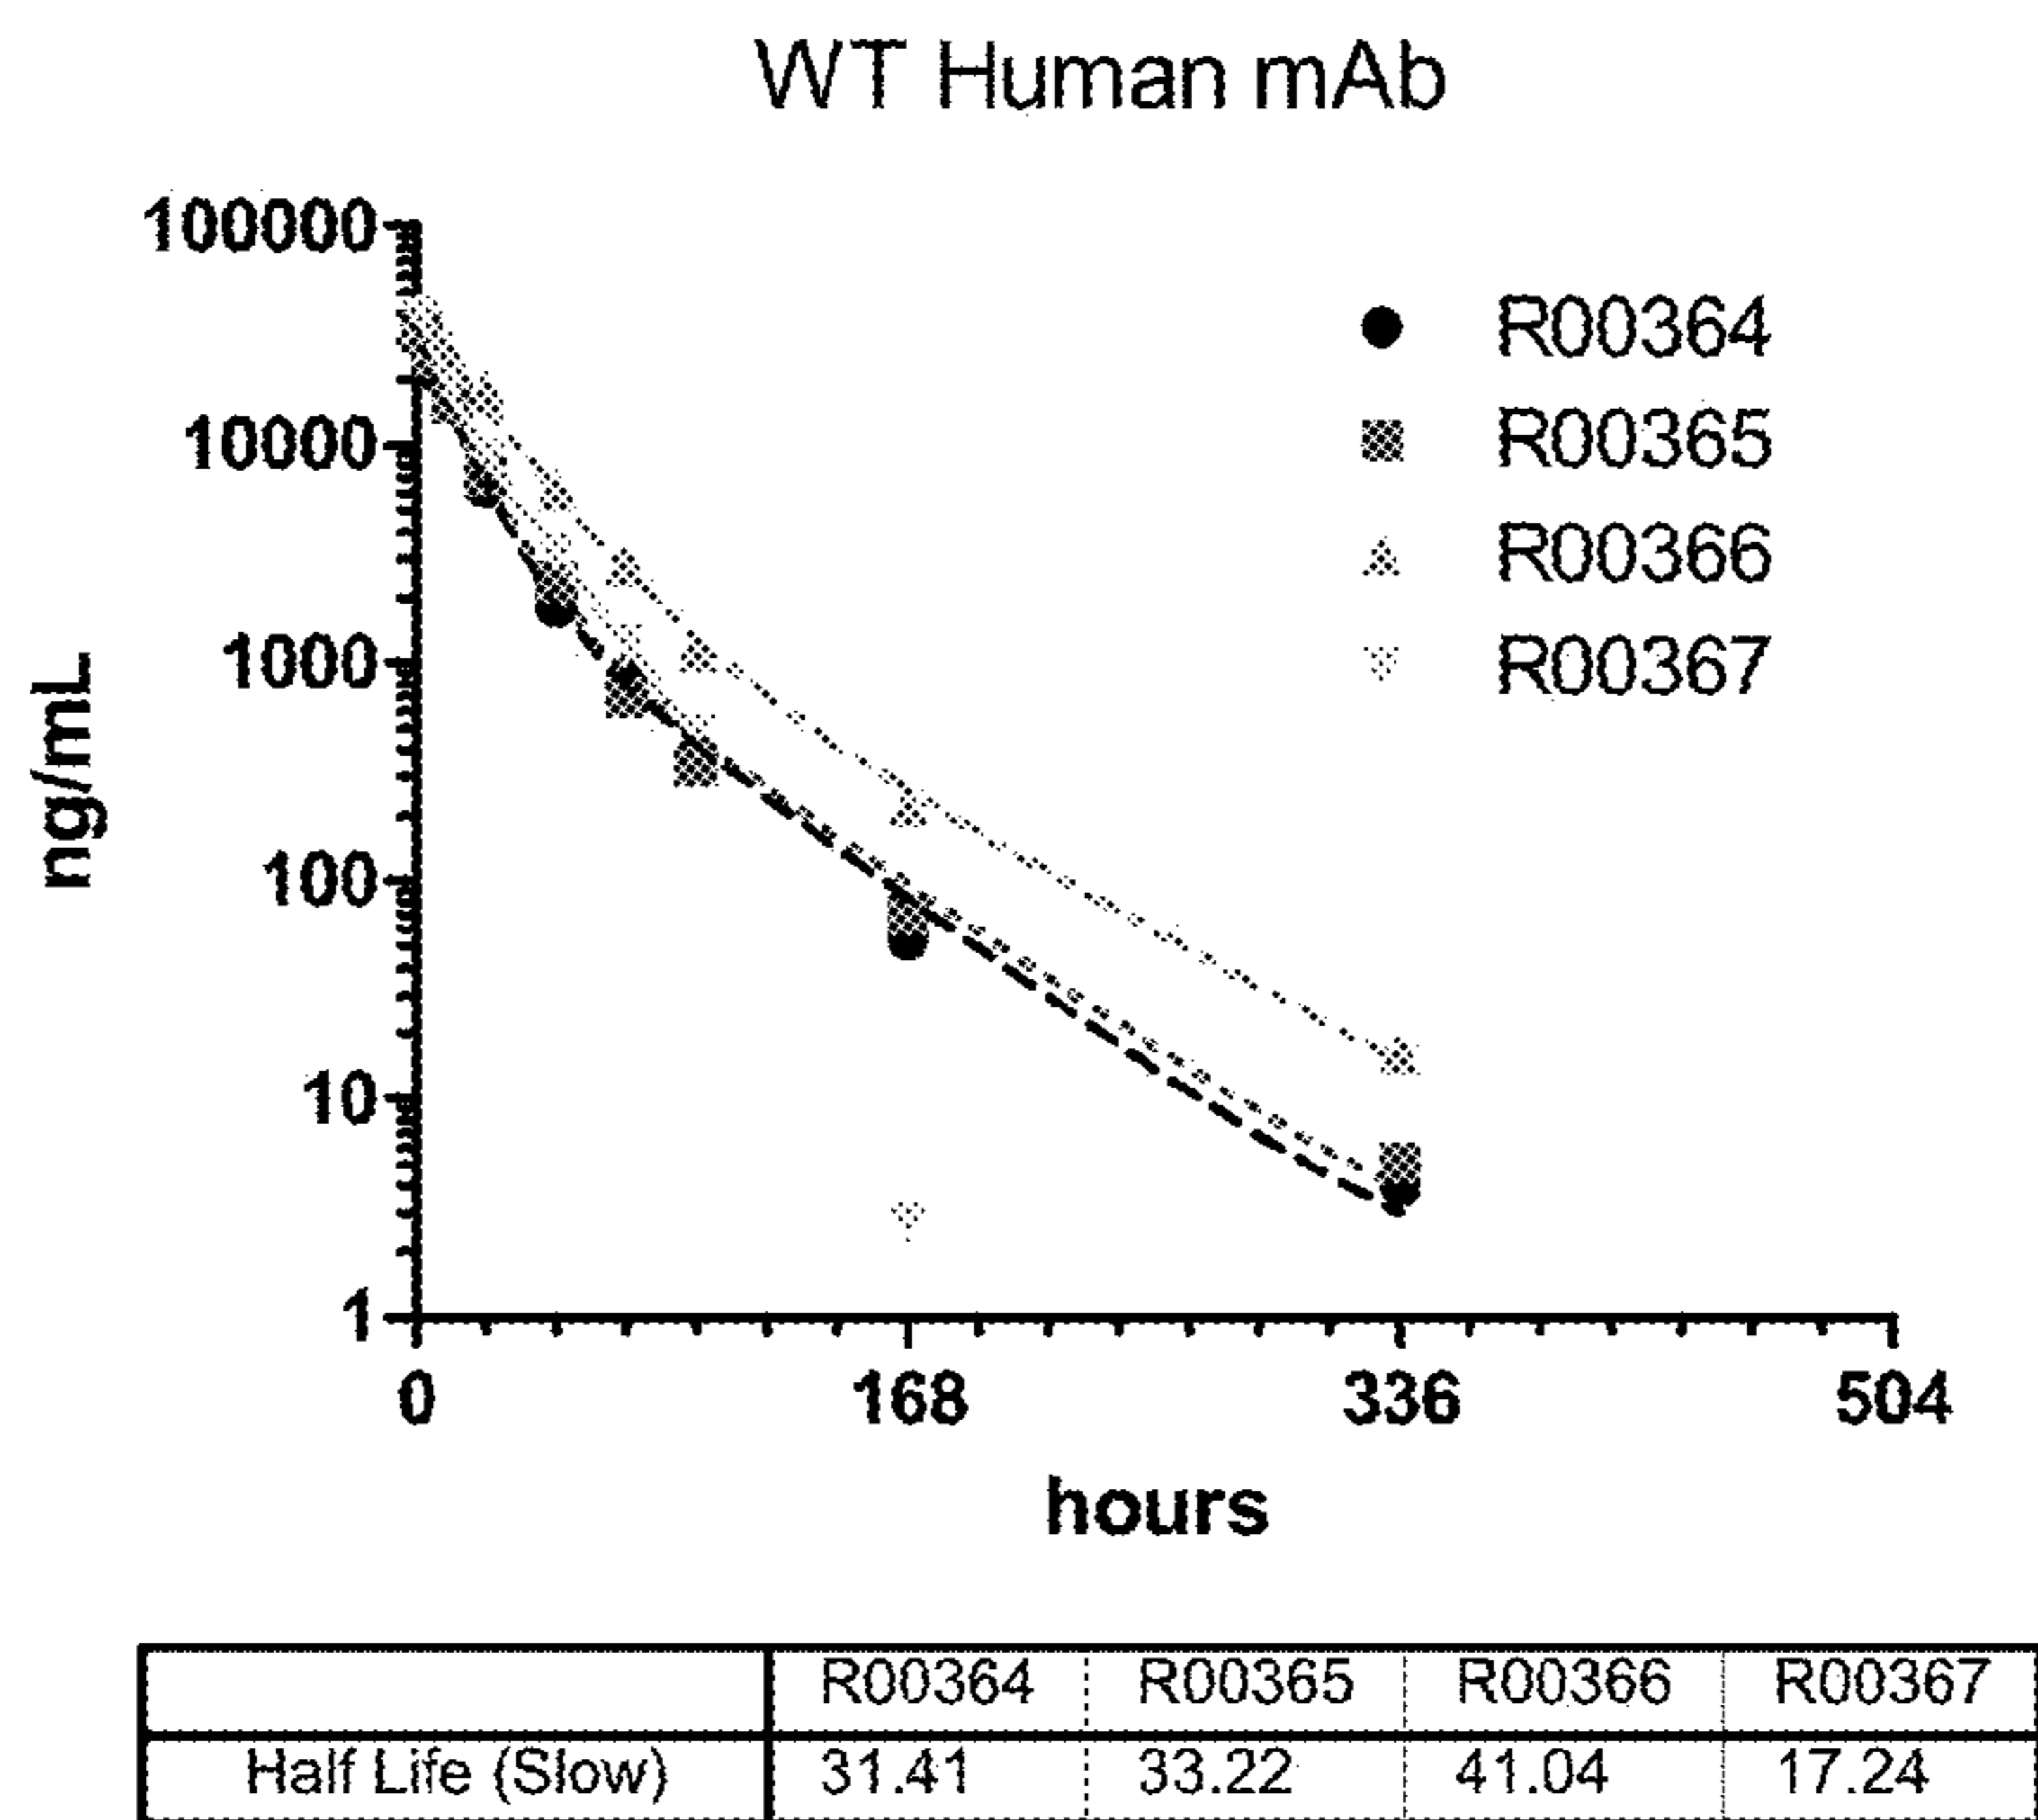 WT Human mAb
100000
10000
1000
100
10
1
ng/mL
R00364
R00365
R00366
R00367
0 168 336 504
hours
R00364 R00365 R00366 R00367
Half Life (Slow) 31.41 33.22 41.04 17.24